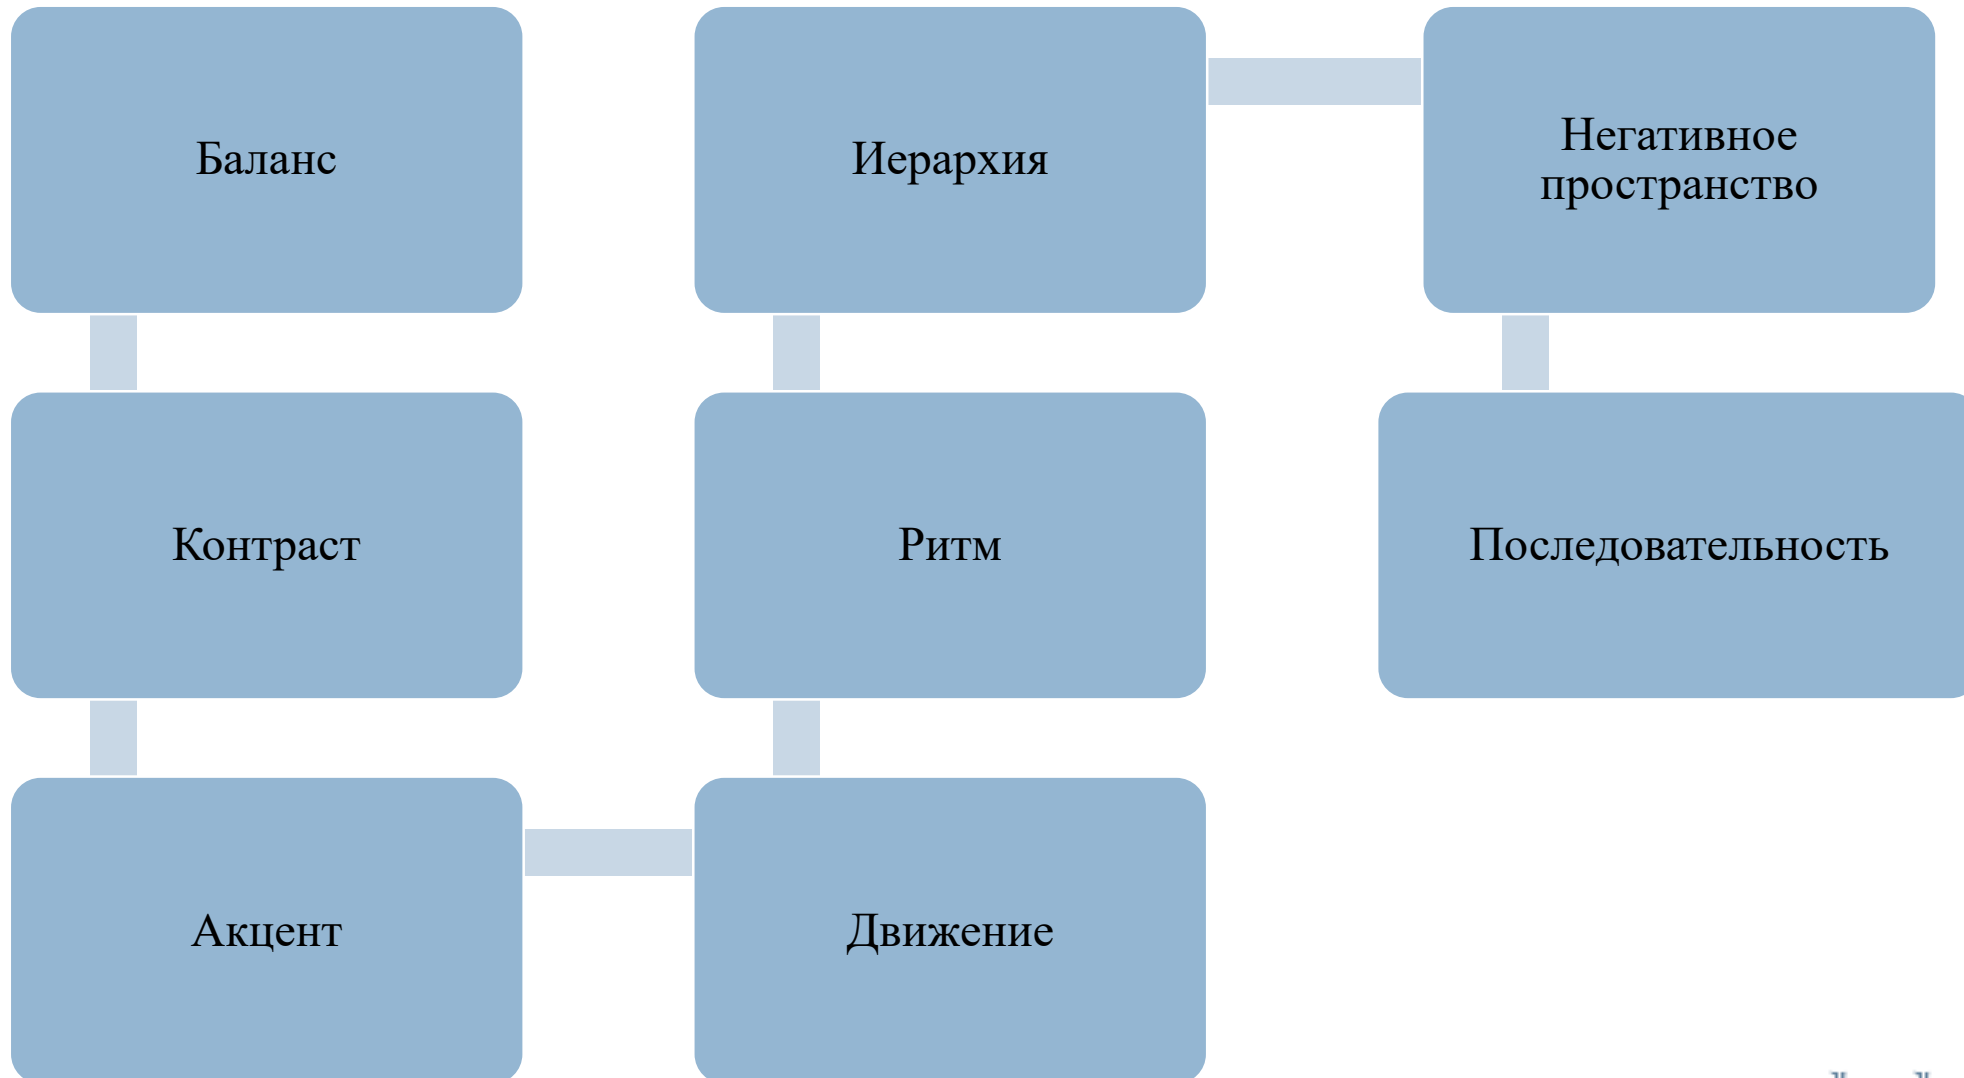 Баланс
Контраст
Акцент
Движение
Ритм
Иерархия
Негативное
пространство
Последовательность